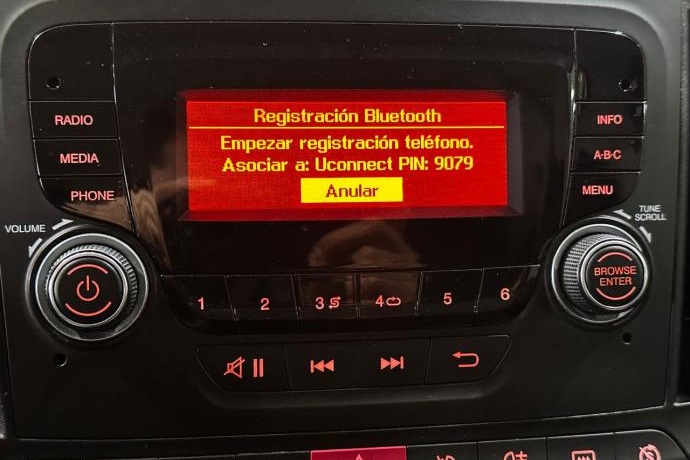 Registración Bluetooth
RADIO
Empezar registración teléfono.
INFO
MEDIA
Asociar a: Uconnect PIN: 9079
A·B·C
PHONE
Anular
MENU
VOLUME
TUNE
SCROLL
BROWSE
ENTER
1
2
3
4
5
6